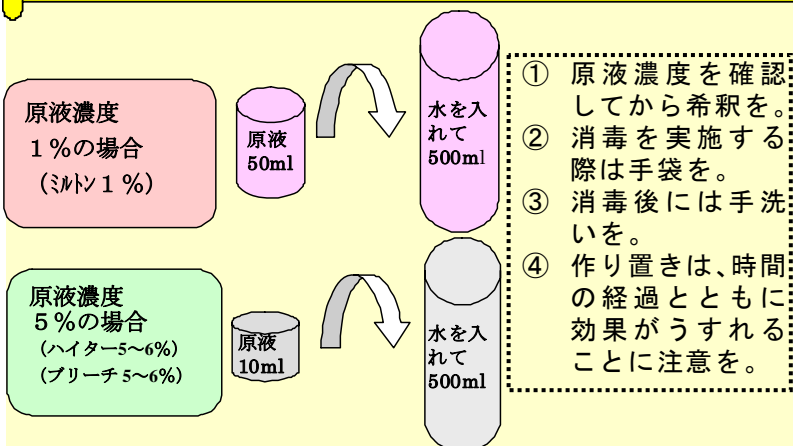 原液濃度
１％の場合
（ﾐﾙﾄﾝ１％）
原液
50ml
水を入
れて
500ml
原液濃度
５％の場合
（ハイター5～6%）
（ブリーチ 5～6%）
原液
10ml
水を入
れて
500ml
① 原液濃度を確認
してから希釈を。
② 消毒を実施する
際は手袋を。
③ 消毒後には手洗
いを。
④ 作り置きは、時間
の経過とともに
効果がうすれる
ことに注意を。